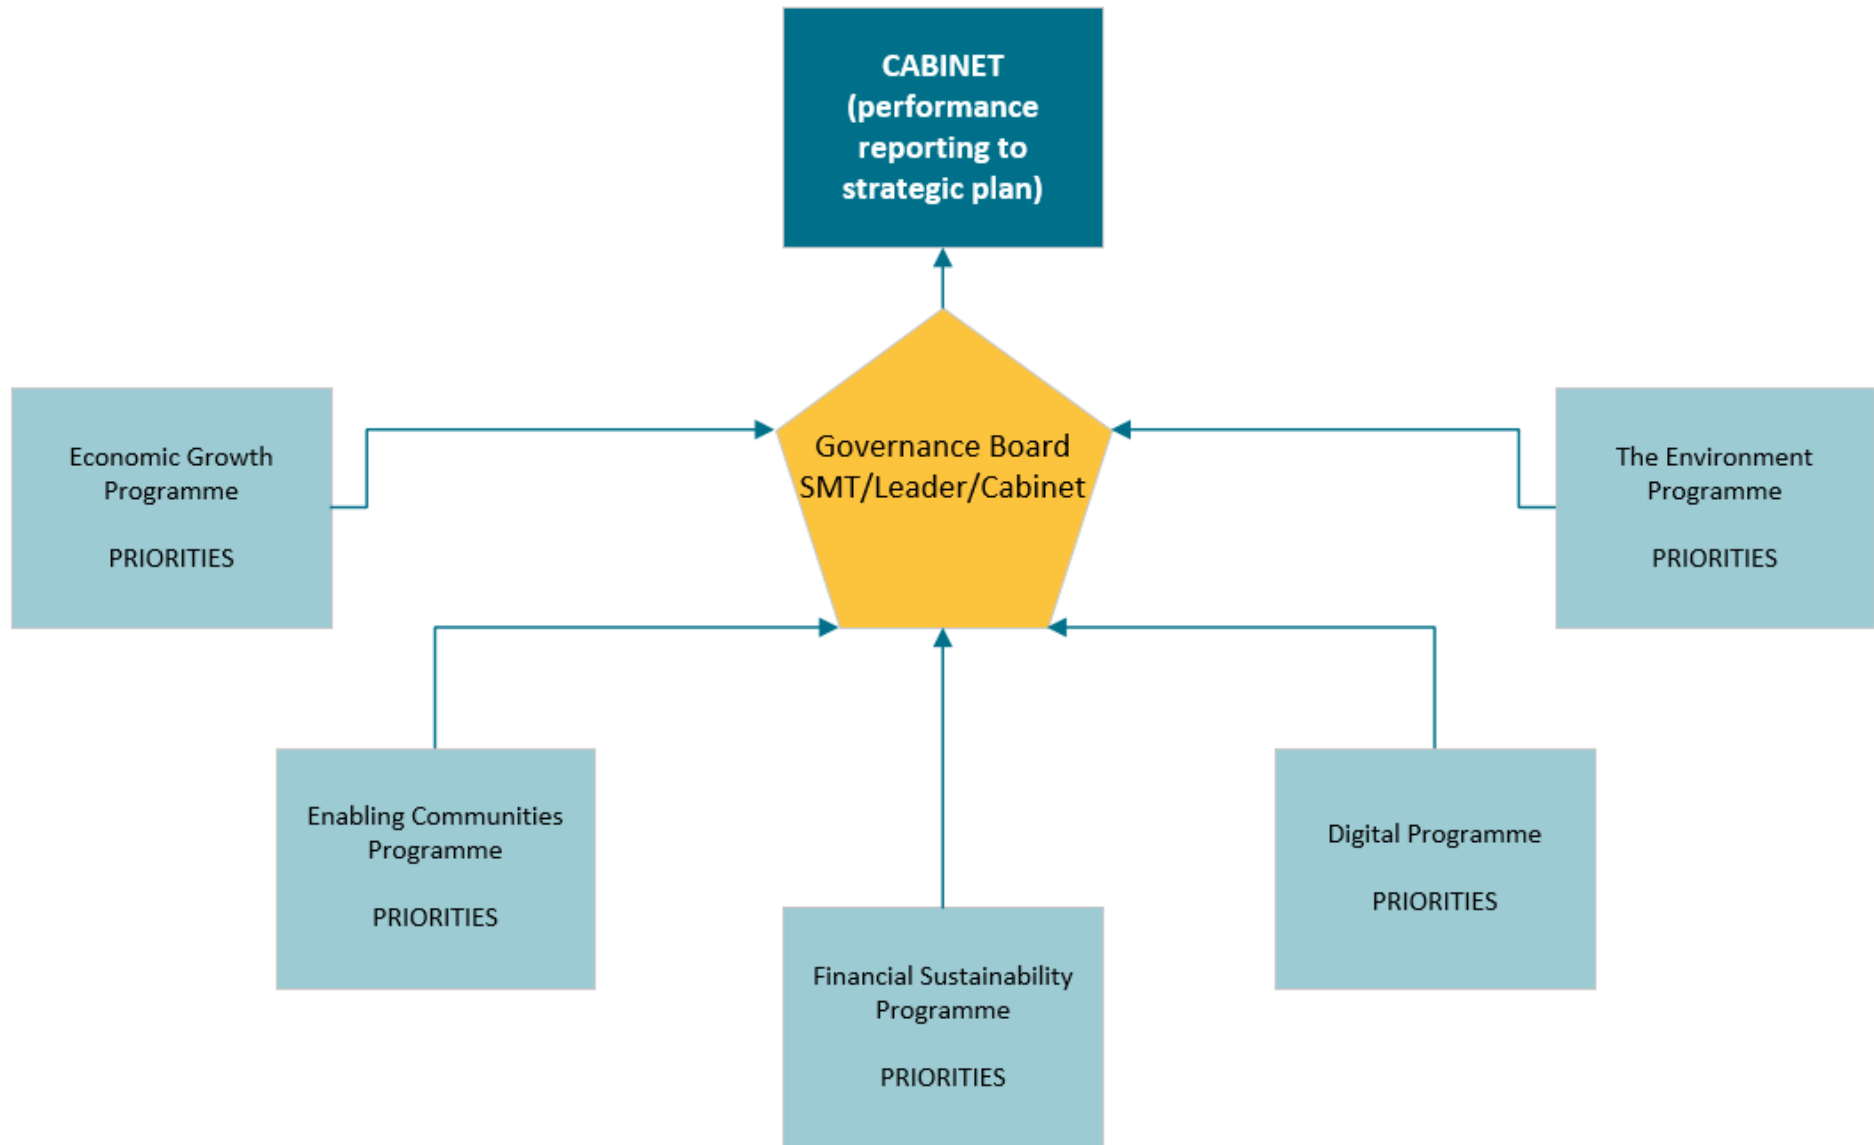 CABINET
(performance
reporting to
strategic plan)
Governance Board
SMT/Leader/Cabinet
Economic Growth
Programme
PRIORITIES
The Environment
Programme
PRIORITIES
Enabling Communities
Programme
PRIORITIES
Digital Programme
PRIORITIES
Financial Sustainability
Programme
PRIORITIES